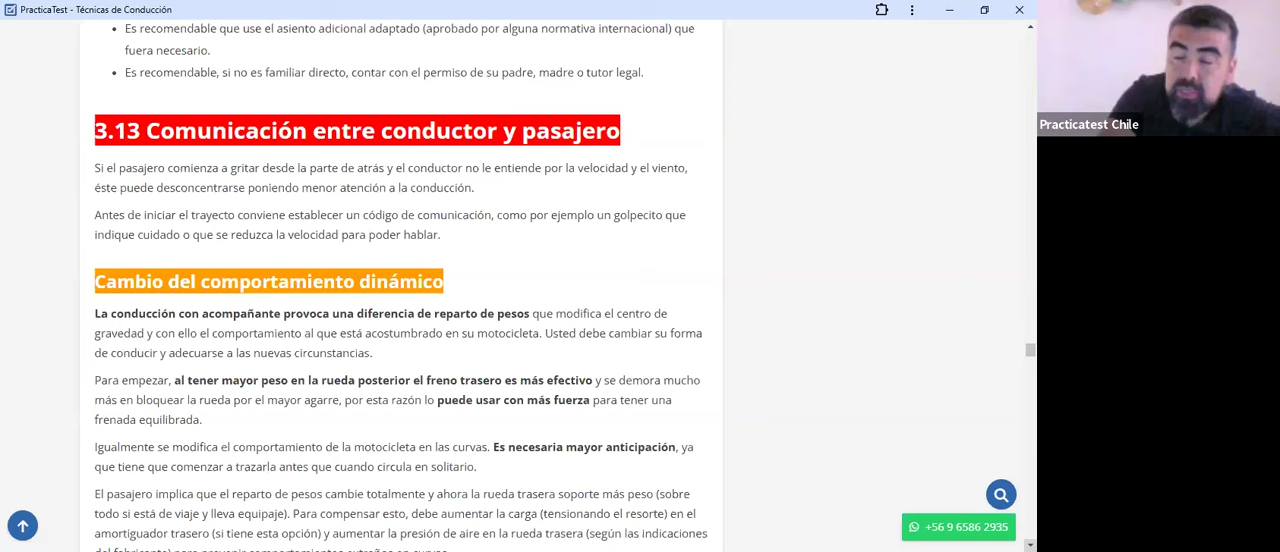 PracticaTest - Técnicas de Conducción
• Es recomendable que use el asiento adicional adaptado (aprobado por alguna normativa internacional) que
fuera necesario.
• Es recomendable, si no es familiar directo, contar con el permiso de su padre, madre o tutor legal.
3.13 Comunicación entre conductor y pasajero
Si el pasajero comienza a gritar desde la parte de atrás y el conductor no le entiende por la velocidad y el viento,
éste puede desconcentrarse poniendo menor atención a la conducción.
Antes de iniciar el trayecto conviene establecer un código de comunicación, como por ejemplo un golpecito que
indique cuidado o que se reduzca la velocidad para poder hablar.
Cambio del comportamiento dinámico
La conducción con acompañante provoca una diferencia de reparto de pesos que modifica el centro de
gravedad y con ello el comportamiento al que está acostumbrado en su motocicleta. Usted debe cambiar su forma
de conducir y adecuarse a las nuevas circunstancias.
Para empezar, al tener mayor peso en la rueda posterior el freno trasero es más efectivo y se demora mucho
más en bloquear la rueda por el mayor agarre, por esta razón lo puede usar con más fuerza para tener una
frenada equilibrada.
Igualmente se modifica el comportamiento de la motocicleta en las curvas. Es necesaria mayor anticipación, ya
que tiene que comenzar a trazarla antes que cuando circula en solitario.
El pasajero implica que el reparto de pesos cambie totalmente y ahora la rueda trasera soporte más peso (sobre
todo si está de viaje y lleva equipaje). Para compensar esto, debe aumentar la carga (tensionando el resorte) en el
amortiguador trasero (si tiene esta opción) y aumentar la presión de aire en la rueda trasera (según las indicaciones
del fabricante) para prevenir comportamientos extraños en curvas.
+56 9 6586 2935
Practicatest Chile